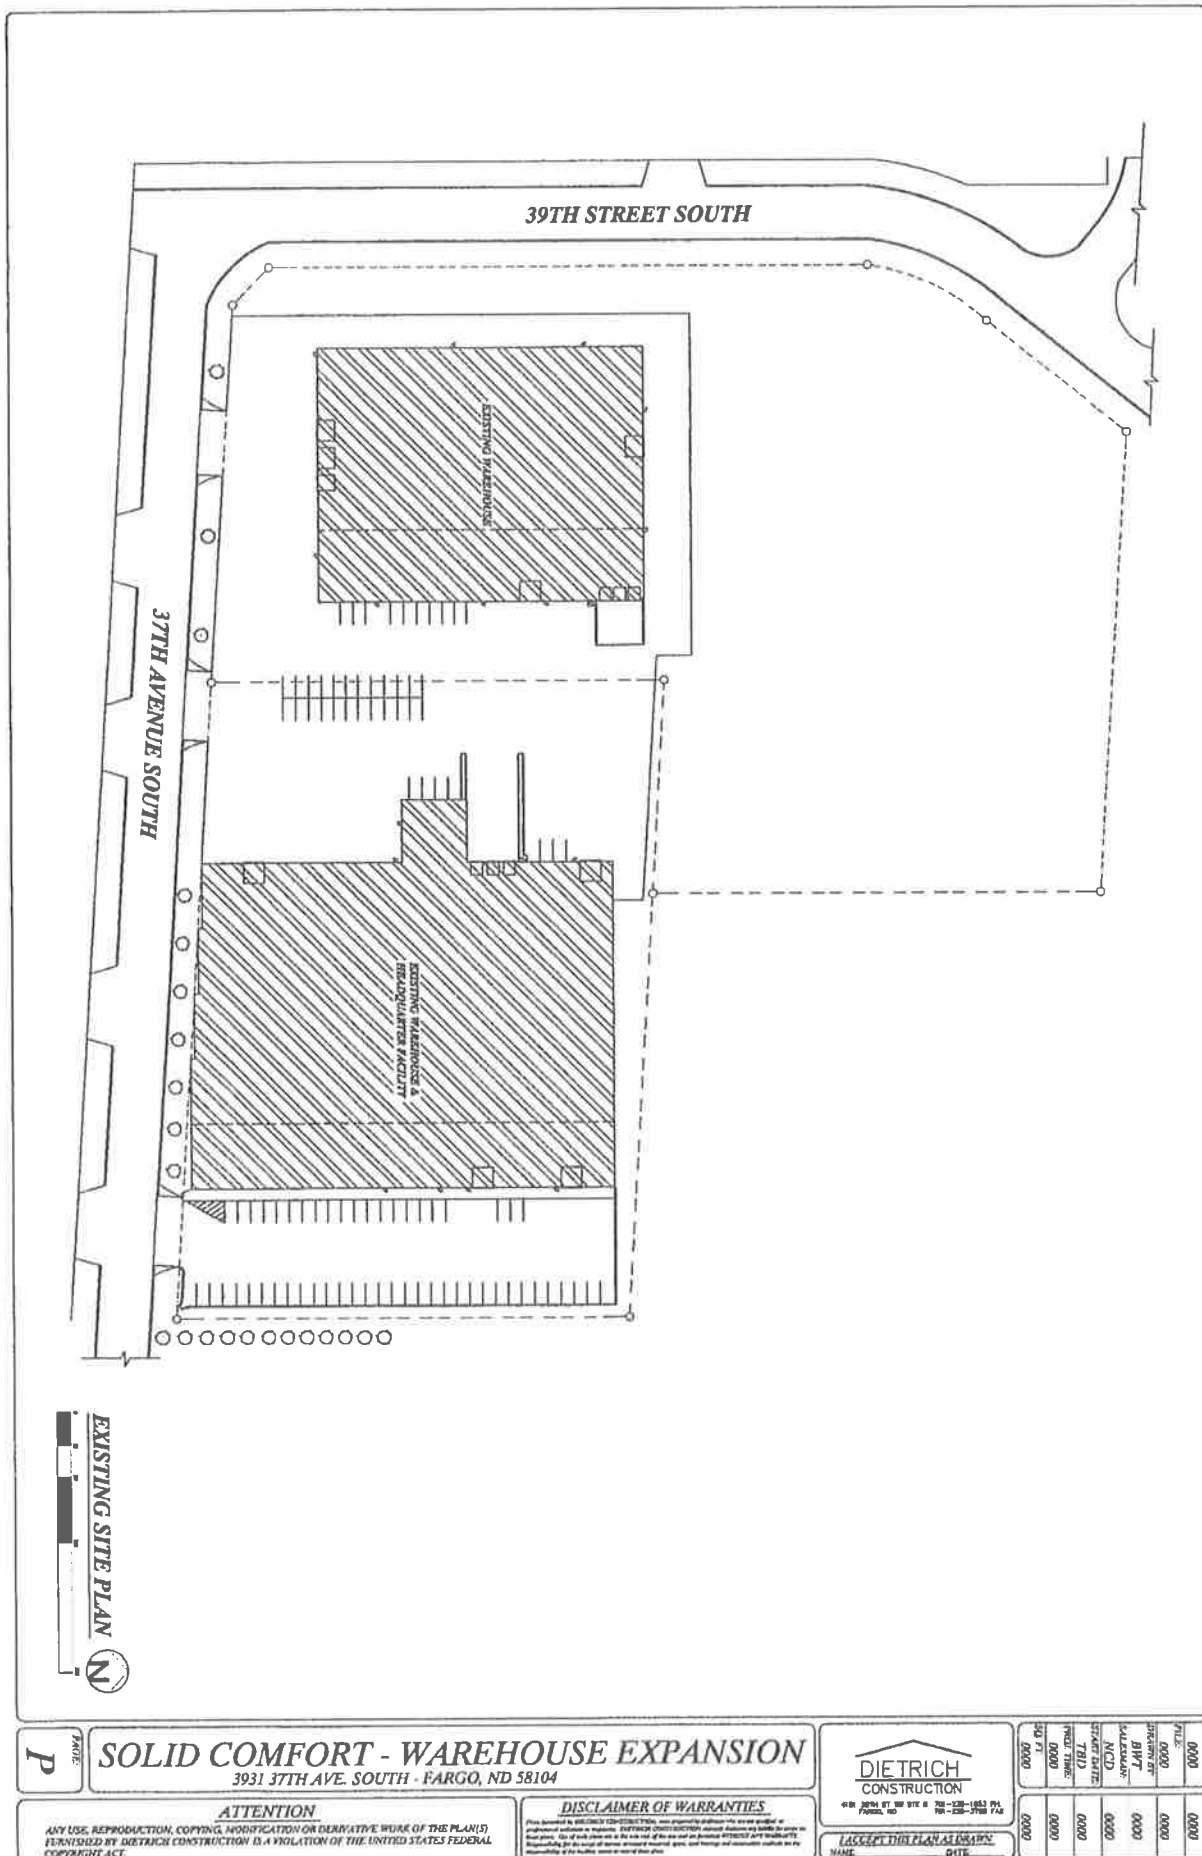 39TH STREET SOUTH
EXISTING WAREHOUSE
37TH AVENUE SOUTH
EXISTING WAREHOUSE &
HEADQUARTER FACILITY
EXISTING SITE PLAN
N
PAGE:
P
SOLID COMFORT - WAREHOUSE EXPANSION
3931 37TH AVE. SOUTH - FARGO, ND 58104
ATTENTION
ANY USE, REPRODUCTION, COPYING, MODIFICATION OR DERIVATIVE WORK OF THE PLAN(S)
FURNISHED BY DIETRICH CONSTRUCTION IS A VIOLATION OF THE UNITED STATES FEDERAL
COPYRIGHT ACT.
DISCLAIMER OF WARRANTIES
DIETRICH
CONSTRUCTION
FARGO, ND
I ACCEPT THIS PLAN AS DRAWN
NAME DATE
FILE:
0000 0000
DRAWN BY:
BWT 0000
SALESMAN:
NCD 0000
START DATE:
TBD 0000
PROJ. TIME:
0000 0000
SQ. FT.
0000 0000